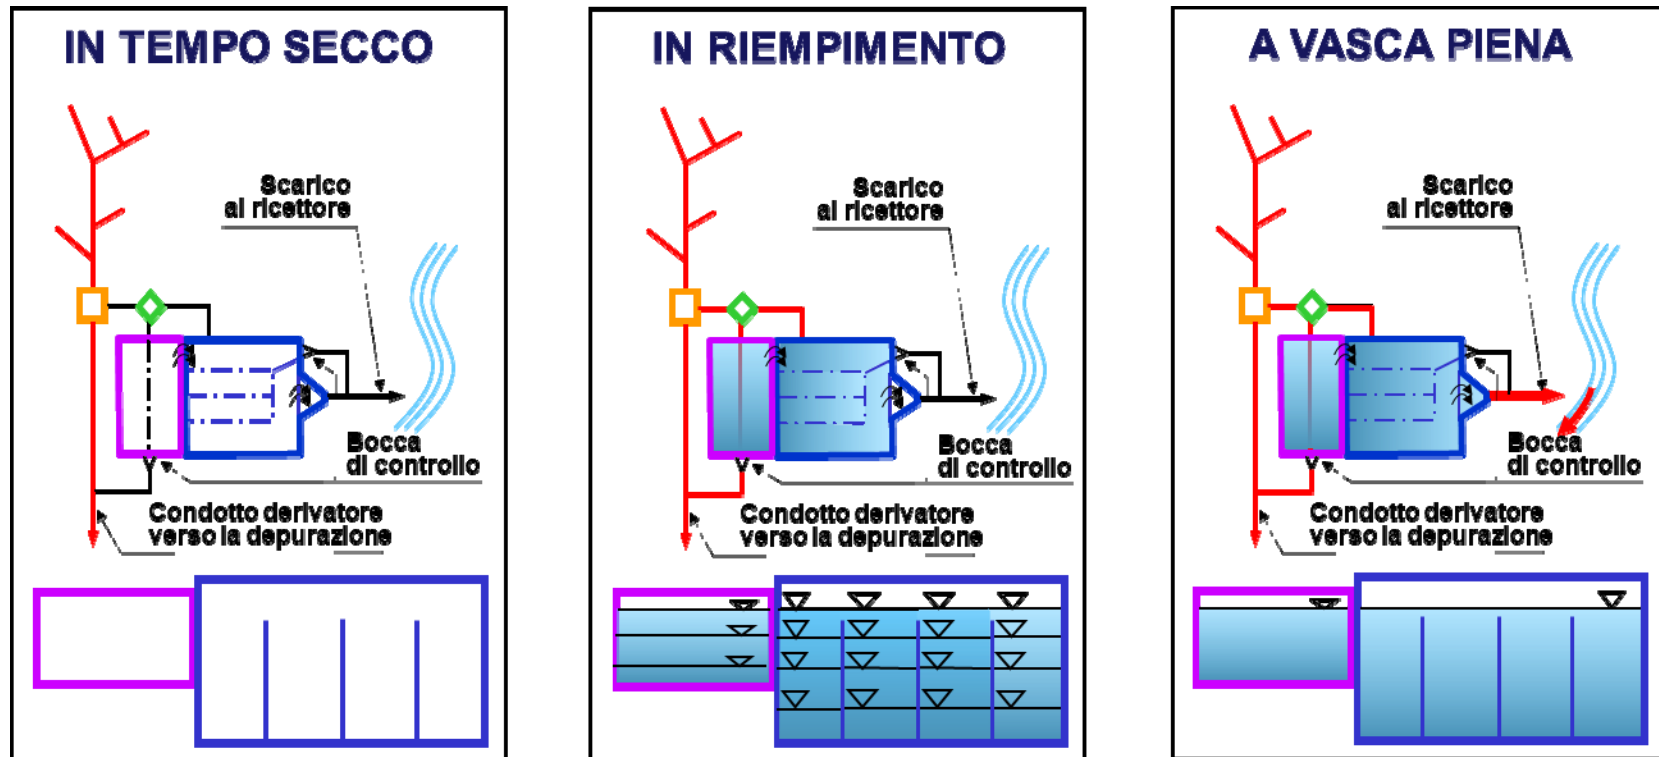 IN TEMPO SECCO
Scarico
al ricettore
Bocca
di controllo
Condotto derivatore
verso la depurazione
IN RIEMPIMENTO
Scarico
al ricettore
Bocca
di controllo
Condotto derivatore
verso la depurazione
A VASCA PIENA
Scarico
al ricettore
Bocca
di controllo
Condotto derivatore
verso la depurazione